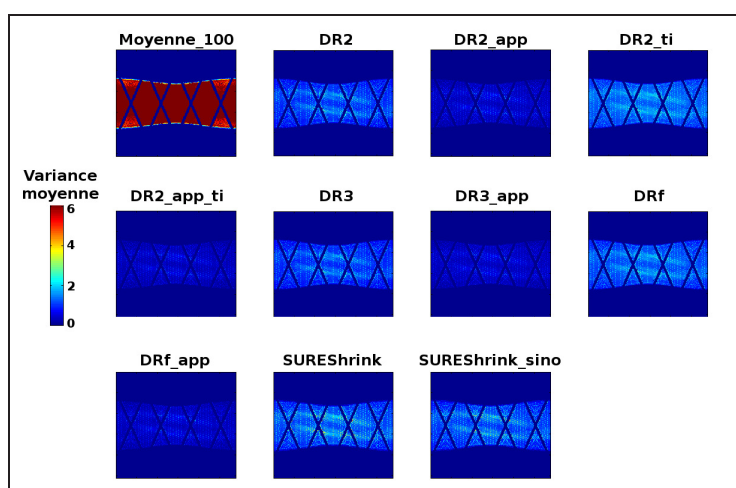 Moyenne_100 DR2 DR2_app DR2_ti
Variance
moyenne
DR2_app_ti DR3 DR3_app DRf
6
4
2
0
DRf_app SUREShrink SUREShrink_sino